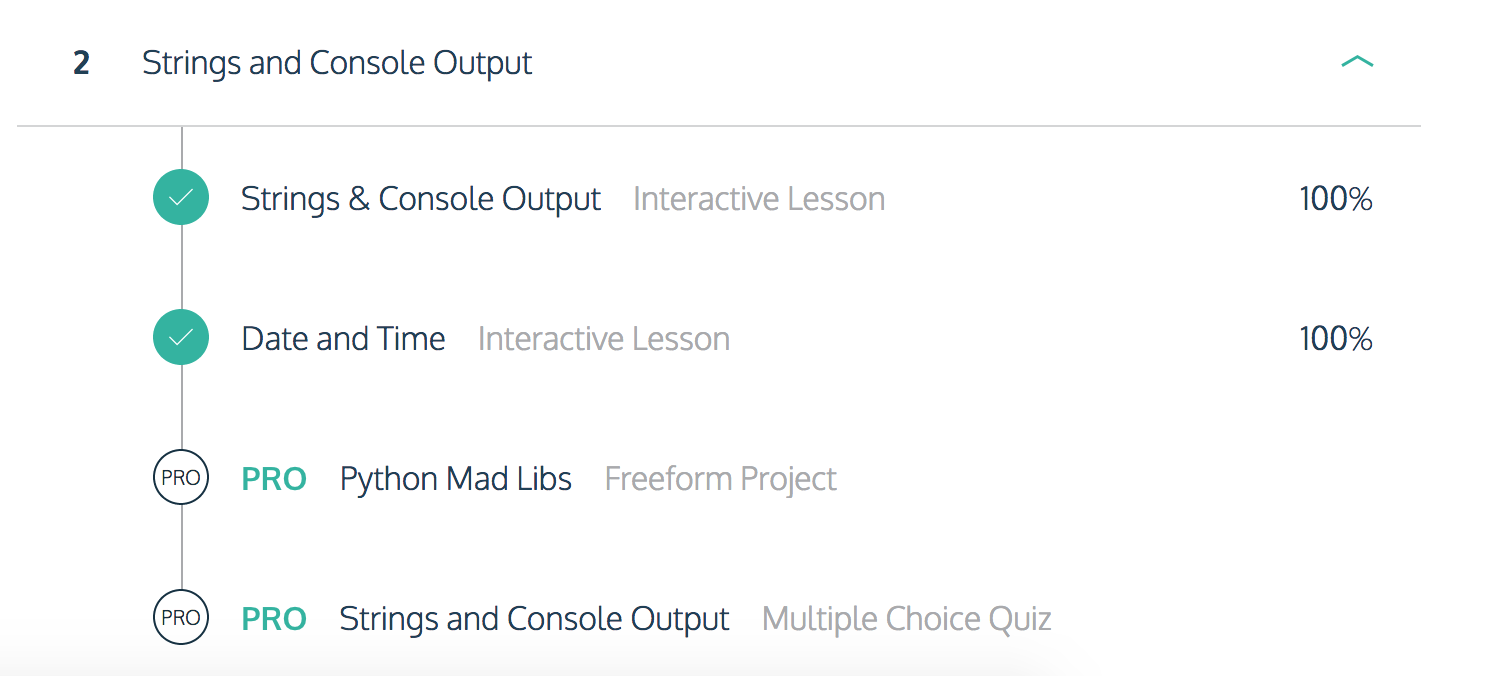 2 Strings and Console Output
Strings & Console Output Interactive Lesson 100%
Date and Time Interactive Lesson 100%
PRO PRO Python Mad Libs Freeform Project
PRO PRO Strings and Console Output Multiple Choice Quiz